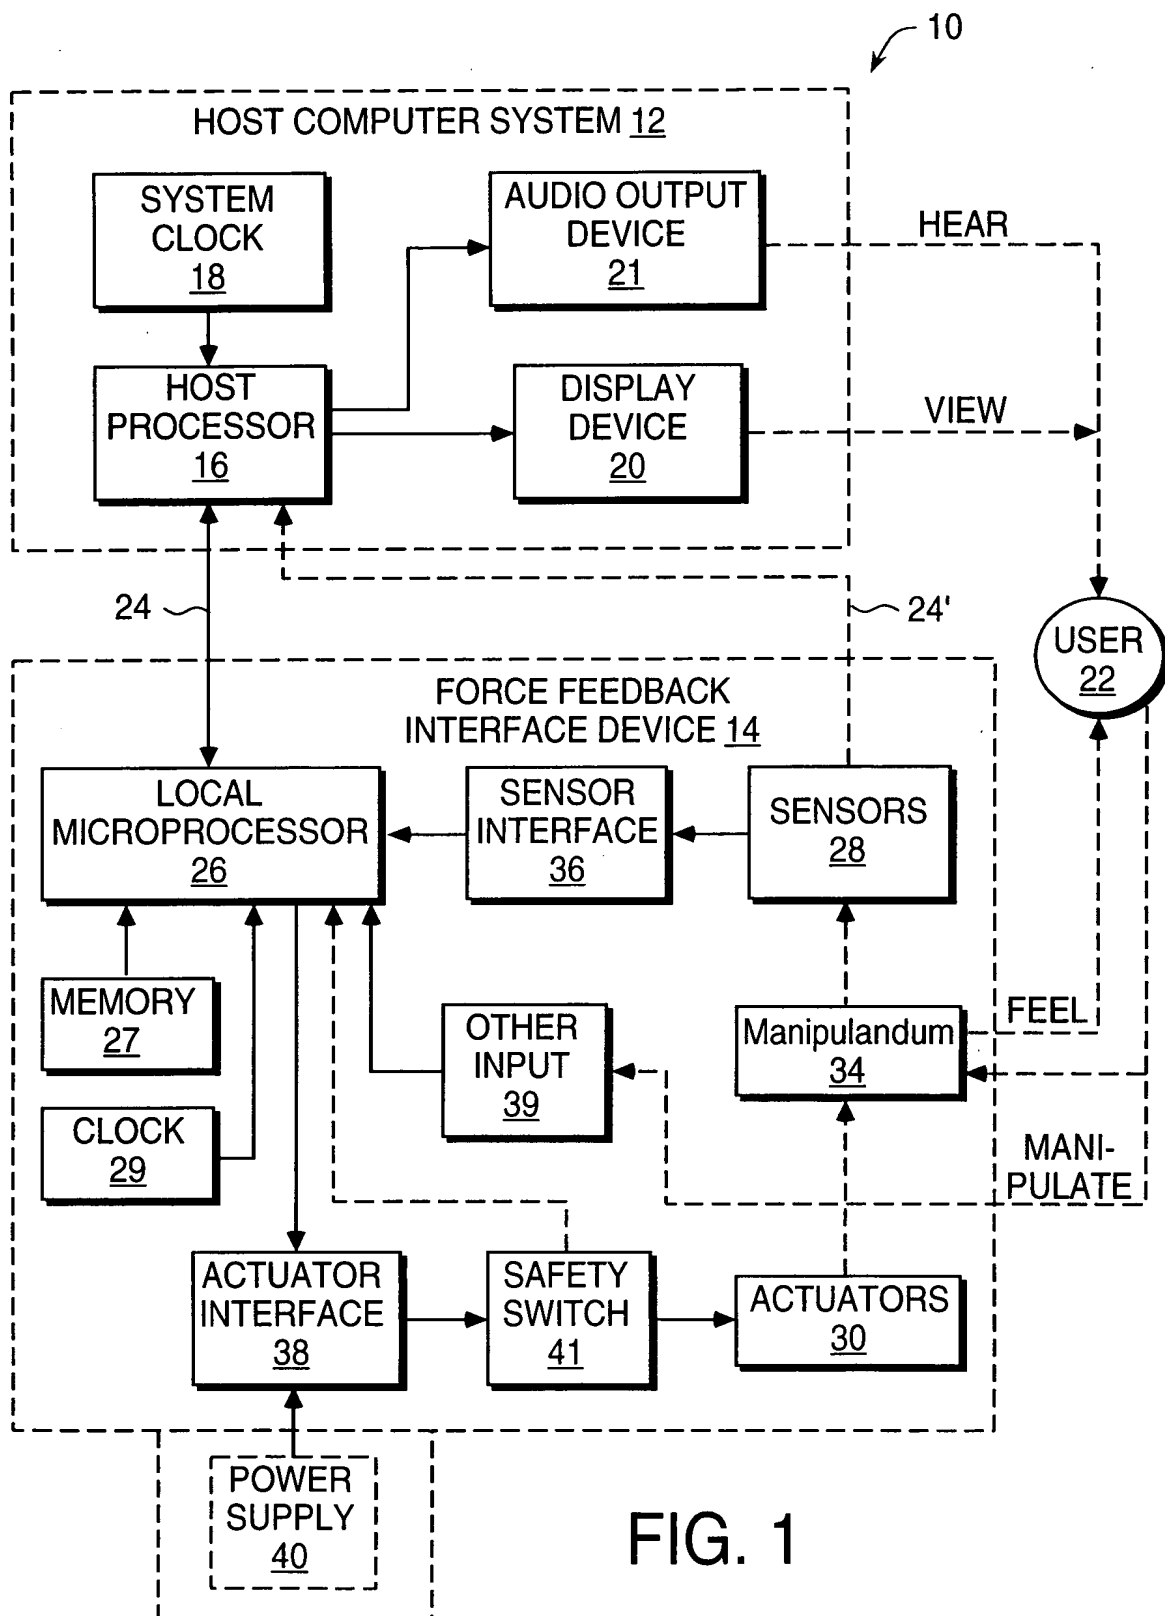 10
HOST COMPUTER SYSTEM 12
SYSTEM
CLOCK
18
AUDIO OUTPUT
DEVICE
21
HEAR
HOST
PROCESSOR
16
DISPLAY
DEVICE
20
VIEW
24
24'
USER
22
FORCE FEEDBACK
INTERFACE DEVICE 14
LOCAL
MICROPROCESSOR
26
SENSOR
INTERFACE
36
SENSORS
28
MEMORY
27
OTHER
INPUT
39
Manipulandum
34
FEEL
CLOCK
29
MANI-
PULATE
ACTUATOR
INTERFACE
38
SAFETY
SWITCH
41
ACTUATORS
30
POWER
SUPPLY
40
FIG. 1